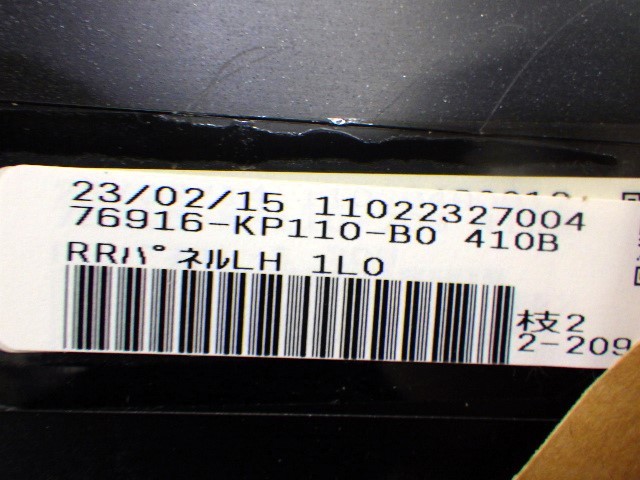 23/02/15 11022327004
76916-KP110-B0 410B
RRﾊﾟﾈﾙLH 1L0
枝2
2-209